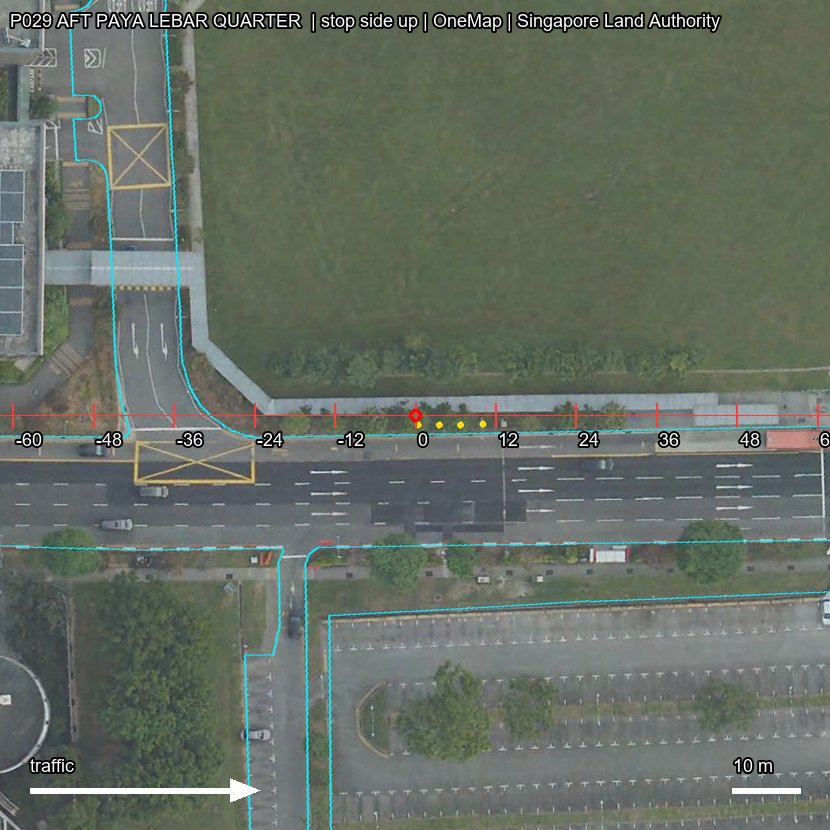 P029 AFT PAYA LEBAR QUARTER | stop side up | OneMap | Singapore Land Authority
-60 -48 -36 -24 -12 0 12 24 36 48 6
traffic
10 m